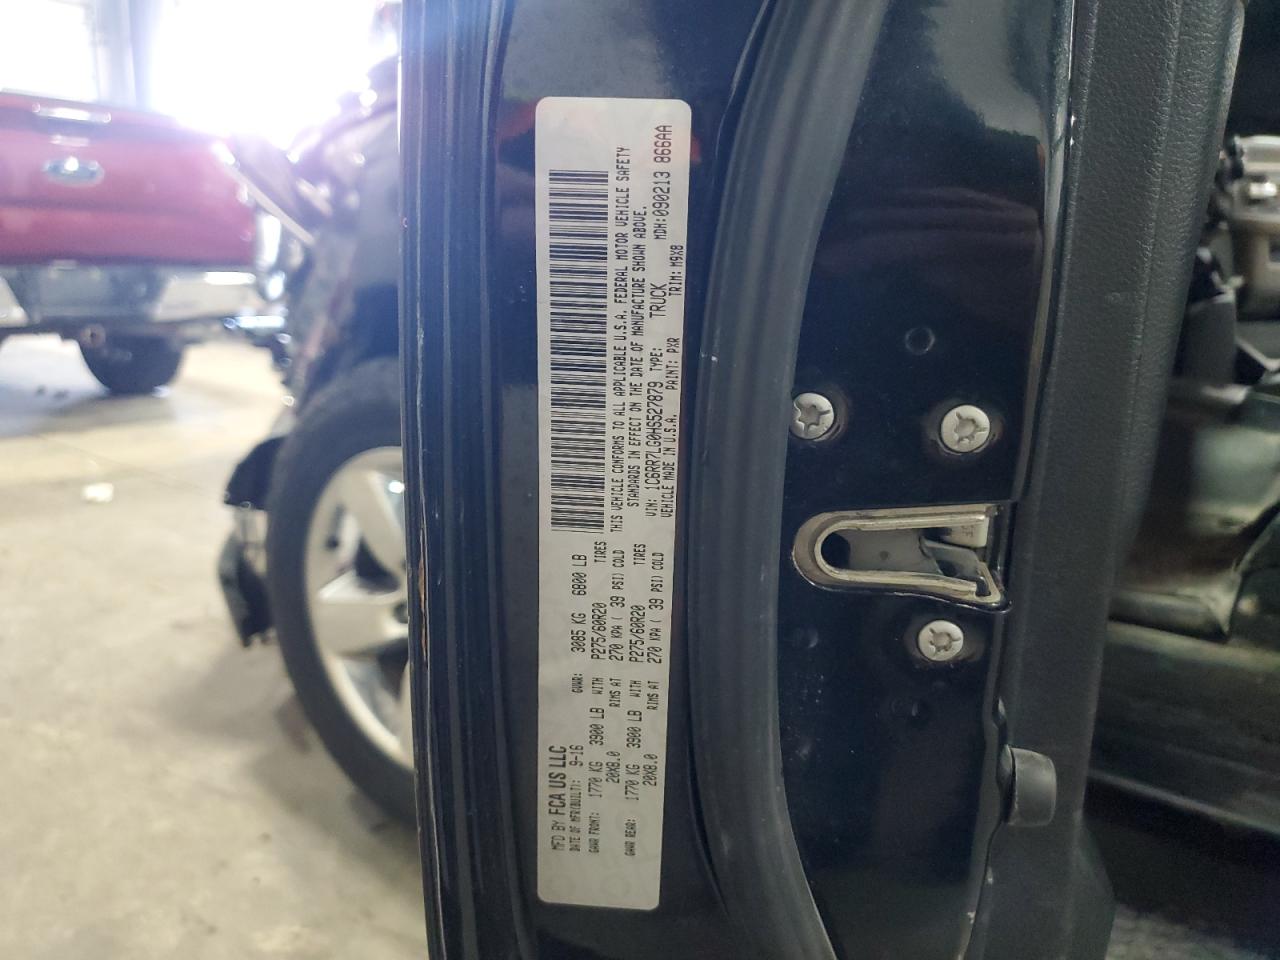 MFD BY FCA US LLC
DATE OF MFR(BUILT): 9-16 GVWR: 3085 KG 6800 LB
GAWR FRONT: 1770 KG 3900 LB WITH P275/60R20 TIRES
20X8.0 RIMS AT 270 KPA ( 39 PSI) COLD
GAWR REAR: 1770 KG 3900 LB WITH P275/60R20 TIRES
20X8.0 RIMS AT 270 KPA ( 39 PSI) COLD
THIS VEHICLE CONFORMS TO ALL APPLICABLE U.S.A. FEDERAL MOTOR VEHICLE SAFETY
STANDARDS IN EFFECT ON THE DATE OF MANUFACTURE SHOWN ABOVE.
VIN: 1C6RR7LG0HS527879 TYPE: TRUCK MDH:090213 866AA
VEHICLE MADE IN U.S.A. PAINT: PXR TRIM: M9X8